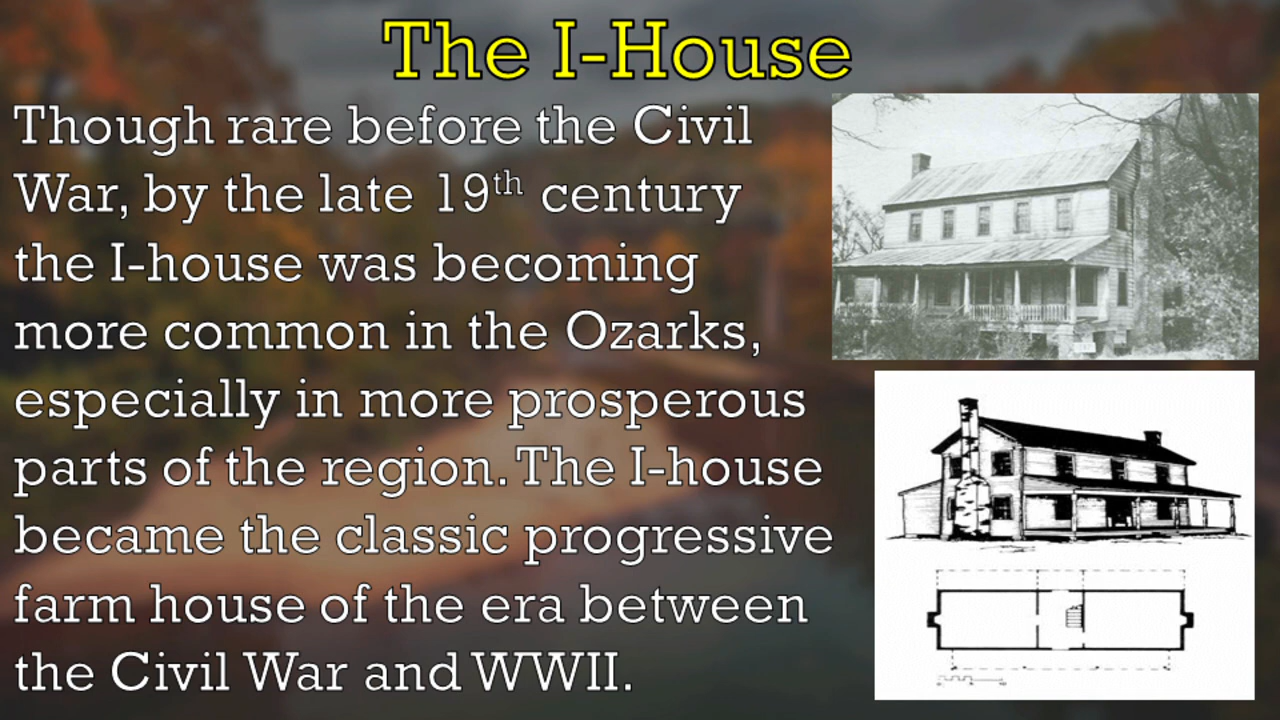 The I-House
Though rare before the Civil
War, by the late 19th century
the I-house was becoming
more common in the Ozarks,
especially in more prosperous
parts of the region. The I-house
became the classic progressive
farm house of the era between
the Civil War and WWII.